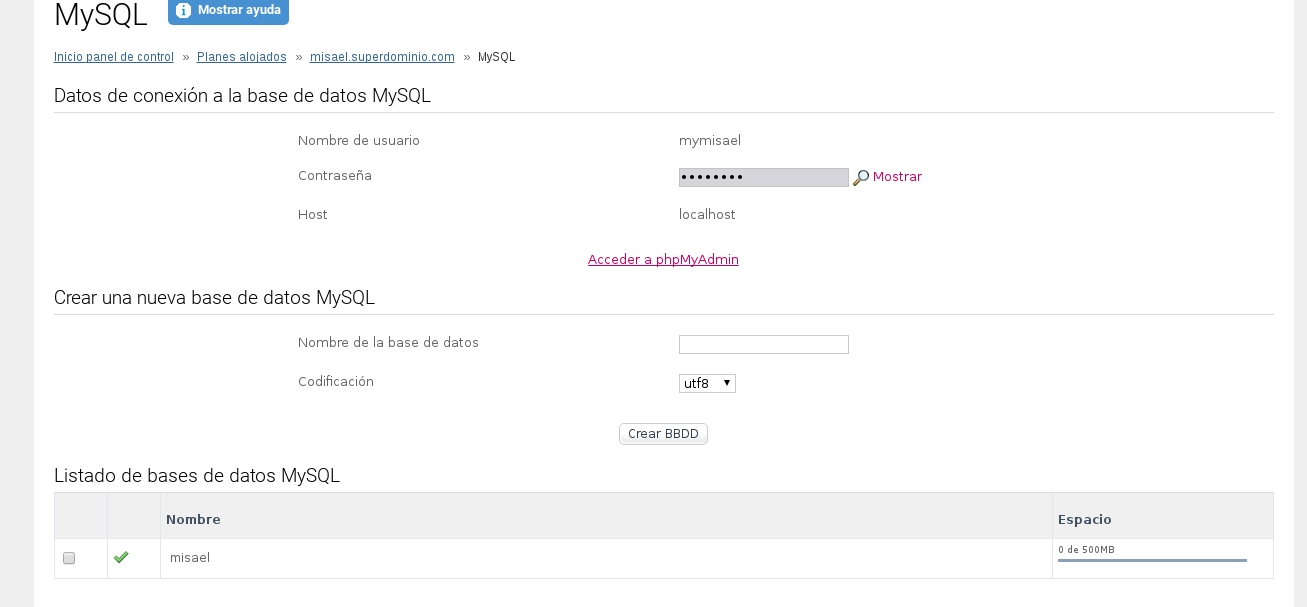 MySQL Mostrar ayuda
Inicio panel de control » Planes alojados » misael.superdominio.com » MySQL
Datos de conexión a la base de datos MySQL
Nombre de usuario mymisael
Contraseña •••••••• Mostrar
Host localhost
Acceder a phpMyAdmin
Crear una nueva base de datos MySQL
Nombre de la base de datos
Codificación utf8
Crear BBDD
Listado de bases de datos MySQL
Nombre Espacio
misael 0 de 500MB